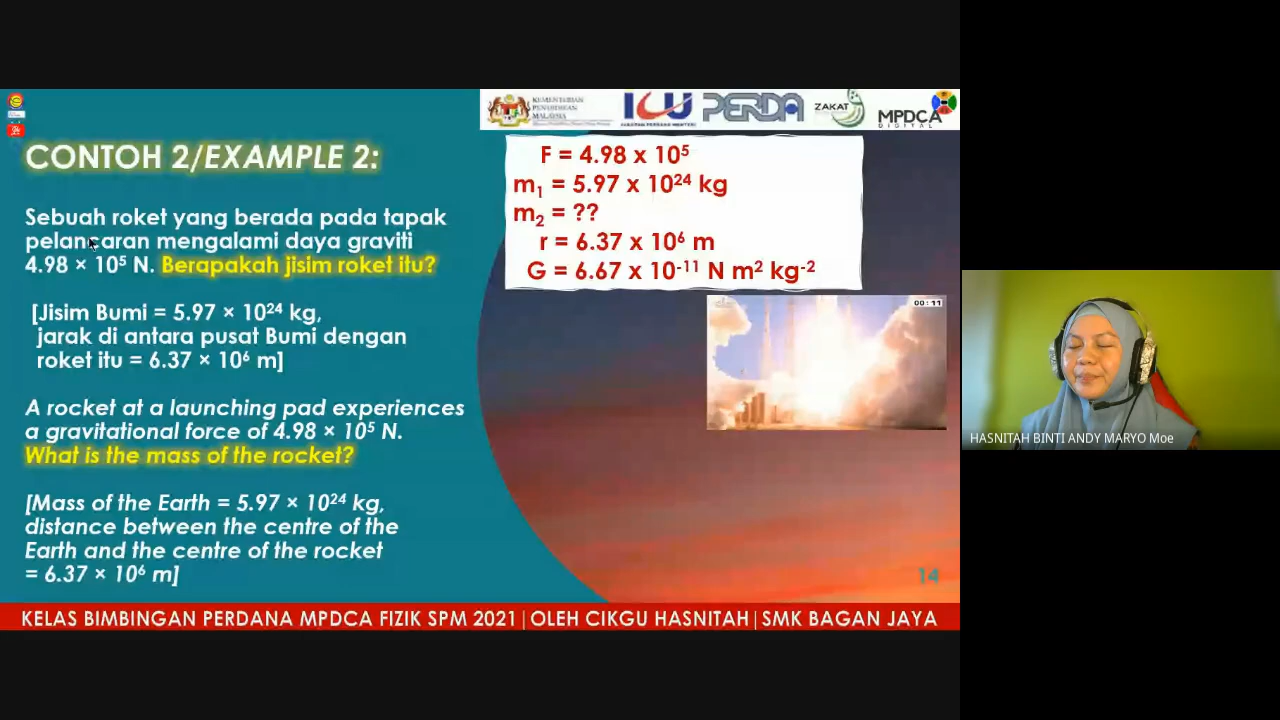 KEMENTERIAN
PENDIDIKAN
MALAYSIA
ICU
PERDA
ZAKAT
MPDCA
DIGITAL
CONTOH 2/EXAMPLE 2:
Sebuah roket yang berada pada tapak
pelancaran mengalami daya graviti
4.98 × 10⁵ N. Berapakah jisim roket itu?
[Jisim Bumi = 5.97 × 10²⁴ kg,
jarak di antara pusat Bumi dengan
roket itu = 6.37 × 10⁶ m]
A rocket at a launching pad experiences
a gravitational force of 4.98 × 10⁵ N.
What is the mass of the rocket?
[Mass of the Earth = 5.97 × 10²⁴ kg,
distance between the centre of the
Earth and the centre of the rocket
= 6.37 × 10⁶ m]
F = 4.98 x 10⁵
m₁ = 5.97 x 10²⁴ kg
m₂ = ??
r = 6.37 x 10⁶ m
G = 6.67 x 10⁻¹¹ N m² kg⁻²
00:11
14
KELAS BIMBINGAN PERDANA MPDCA FIZIK SPM 2021|OLEH CIKGU HASNITAH|SMK BAGAN JAYA
HASNITAH BINTI ANDY MARYO Moe